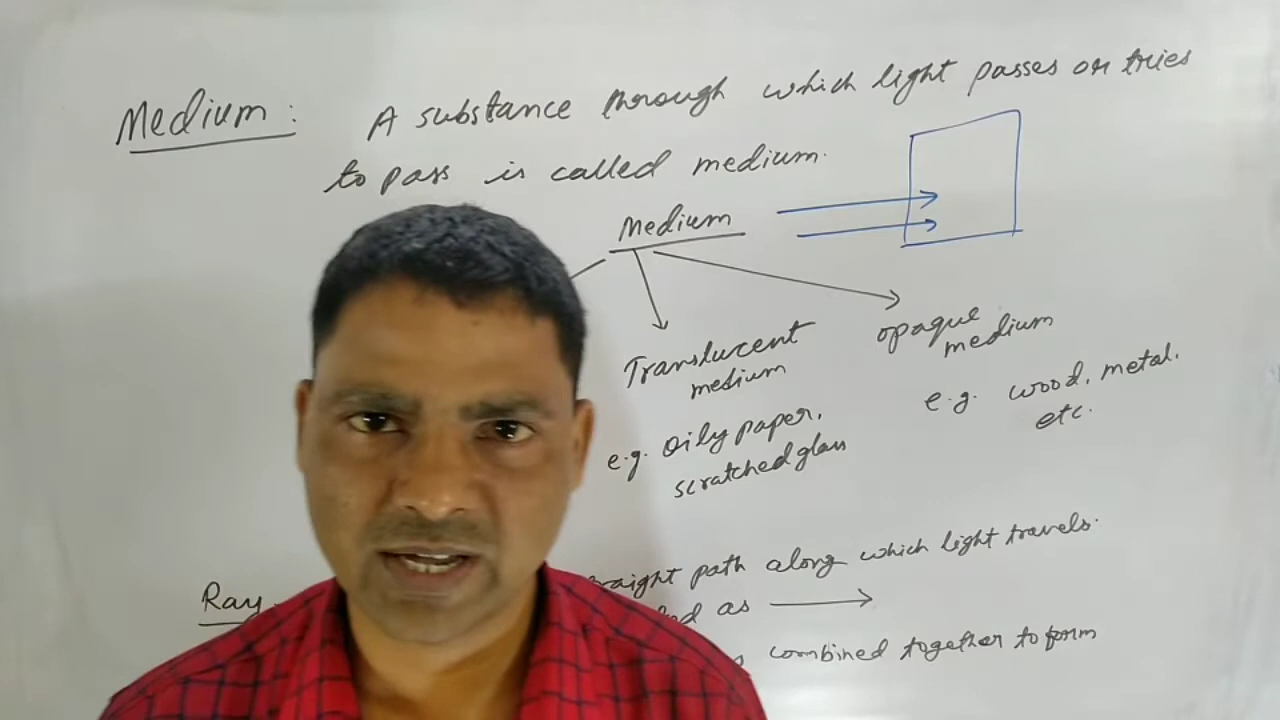 Medium: A substance through which light passes or tries
to pass is called medium.
Medium
Translucent
medium
e.g. oily paper,
scratched glass
opaque
medium
e.g. wood, metal.
etc.
Ray path along which light travels.
as
combined together to form